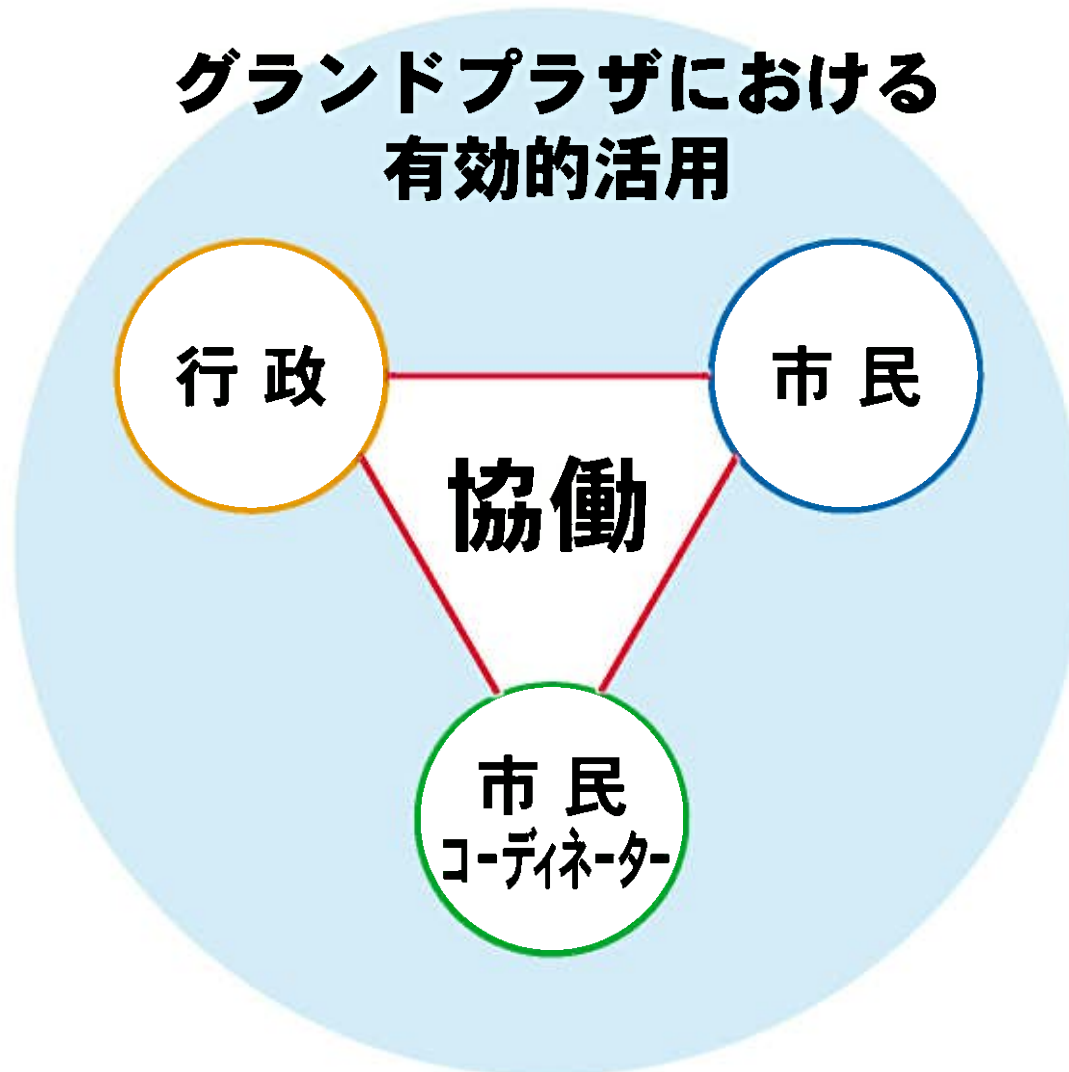 グランドプラザにおける
有効的活用
行政
市民
協働
市民
コーディネーター